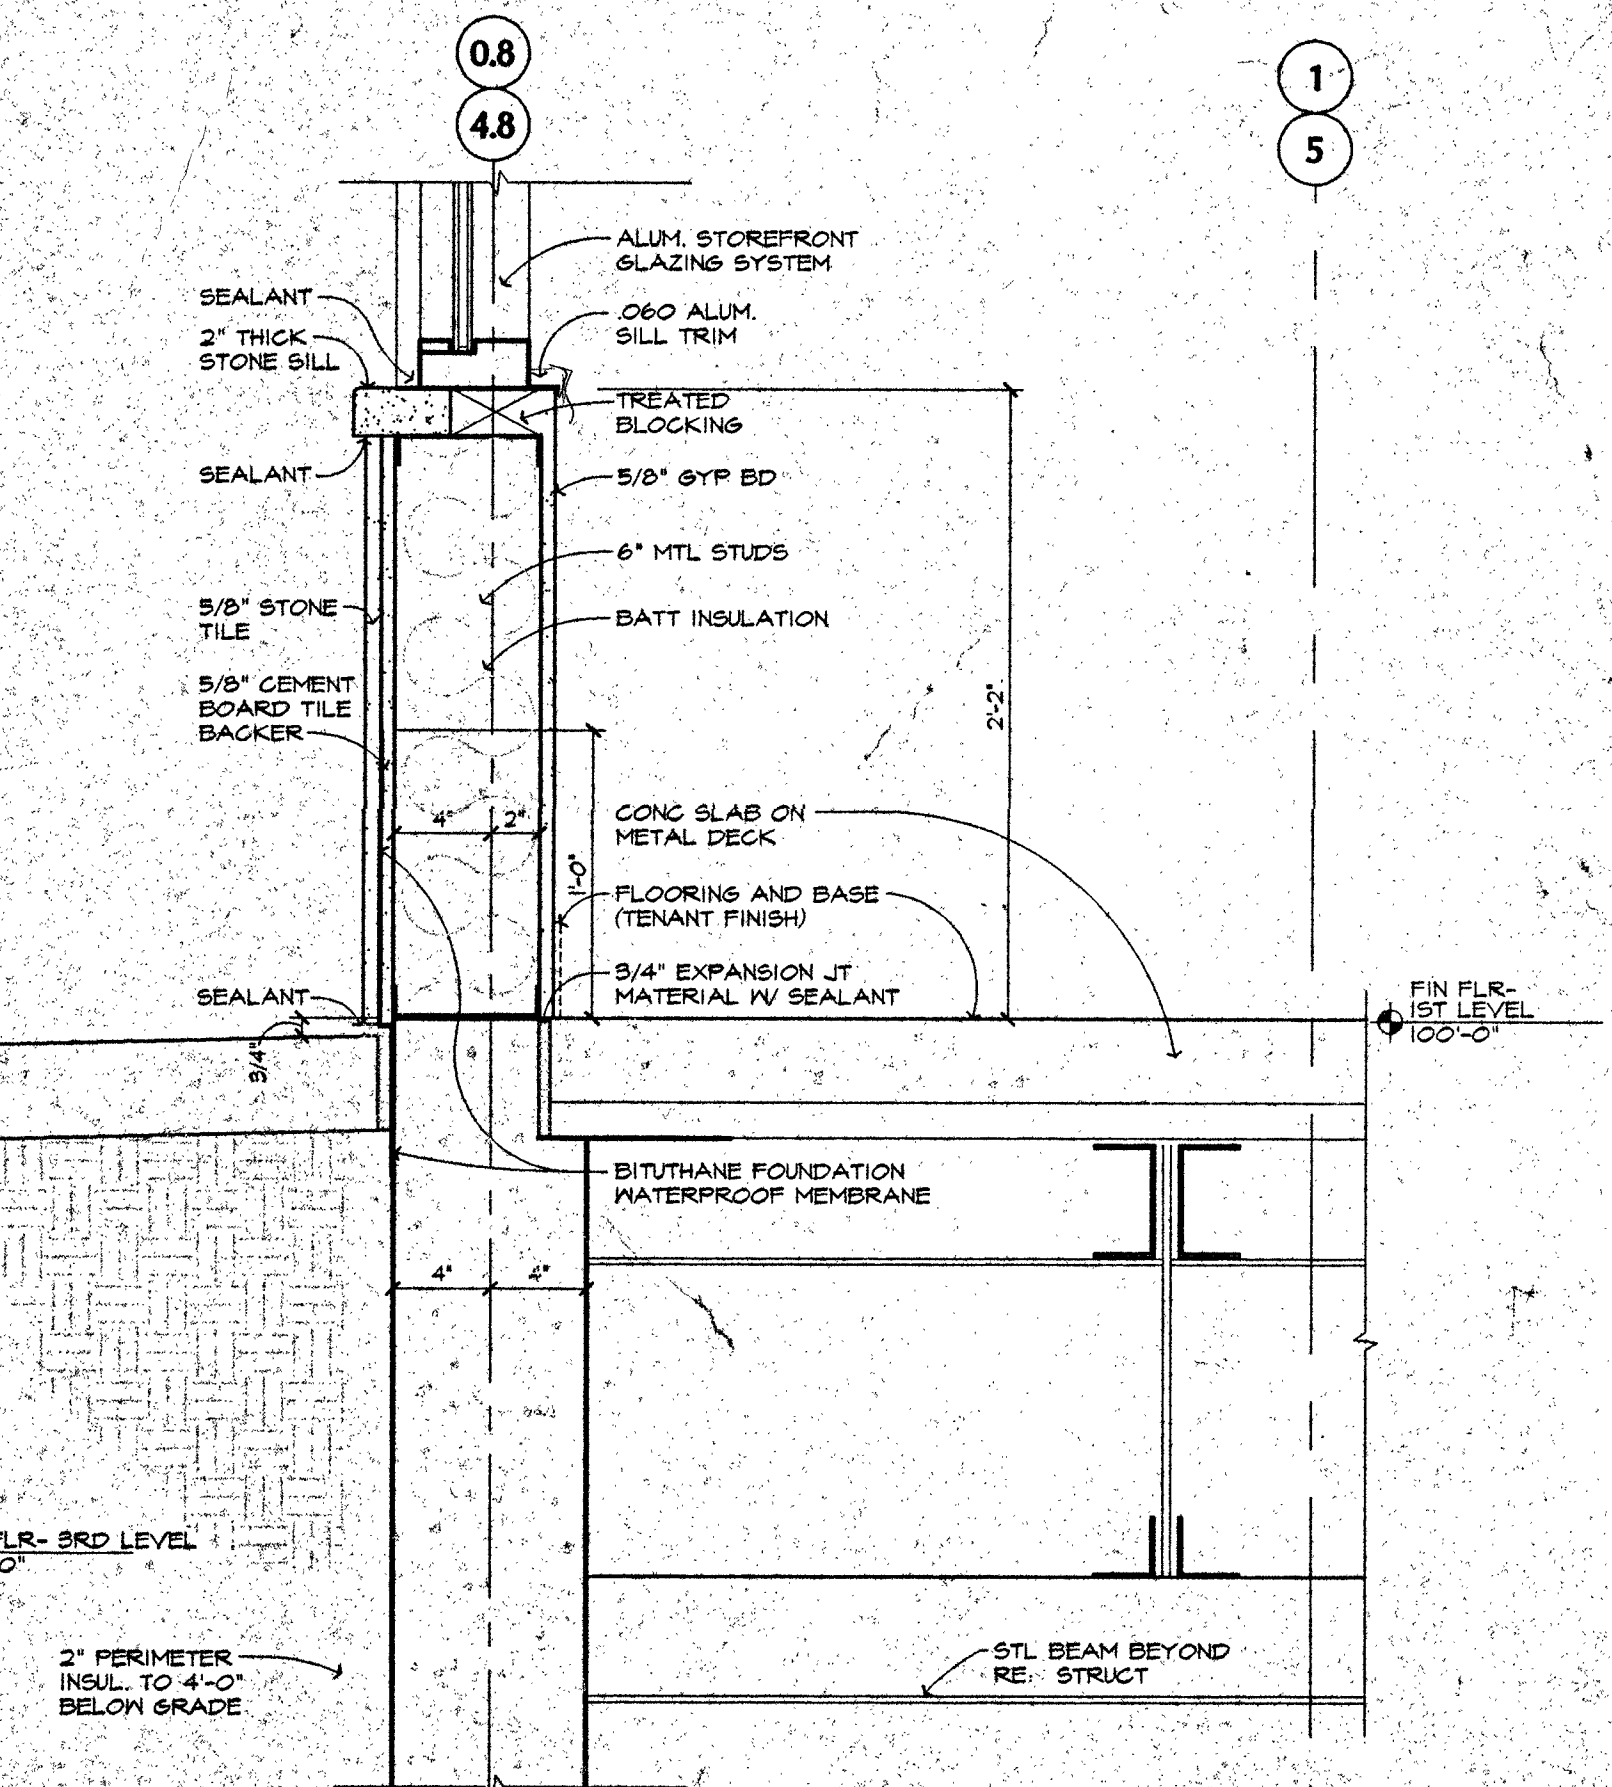 0.8
4.8
1
5
ALUM. STOREFRONT
GLAZING SYSTEM
SEALANT
2" THICK
STONE SILL
.060 ALUM.
SILL TRIM
TREATED
BLOCKING
SEALANT
5/8" GYP BD
6" MTL STUDS
5/8" STONE
TILE
BATT INSULATION
5/8" CEMENT
BOARD TILE
BACKER
2'-2"
4"
2"
1'-0"
CONC SLAB ON
METAL DECK
FLOORING AND BASE
(TENANT FINISH)
3/4" EXPANSION JT
MATERIAL W/ SEALANT
SEALANT
3/4"
FIN FLR-
1ST LEVEL
100'-0"
BITUTHANE FOUNDATION
WATERPROOF MEMBRANE
4"
4"
FLR- 3RD LEVEL
0"
2" PERIMETER
INSUL. TO 4'-0"
BELOW GRADE
STL BEAM BEYOND
RE: STRUCT